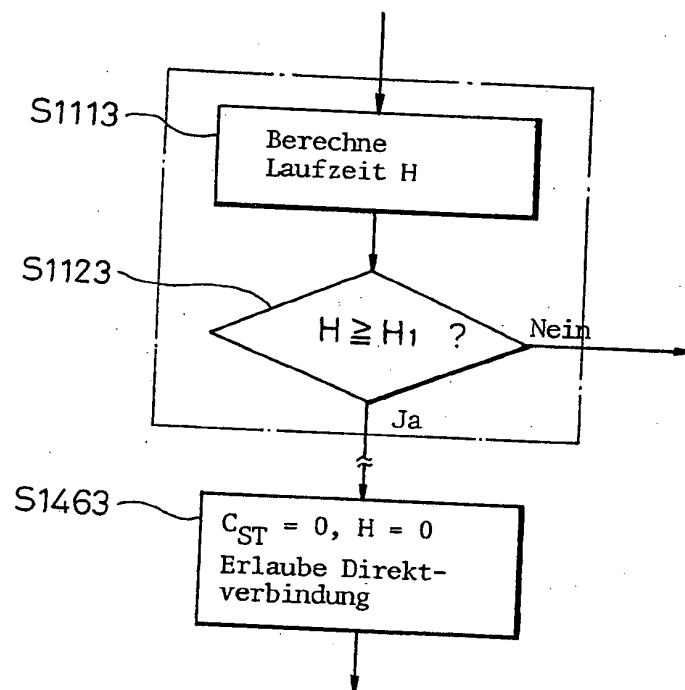 S1113
Berechne
Laufzeit H
S1123
H ≧ H1 ?
Nein
Ja
S1463
C_ST = 0, H = 0
Erlaube Direkt-
verbindung